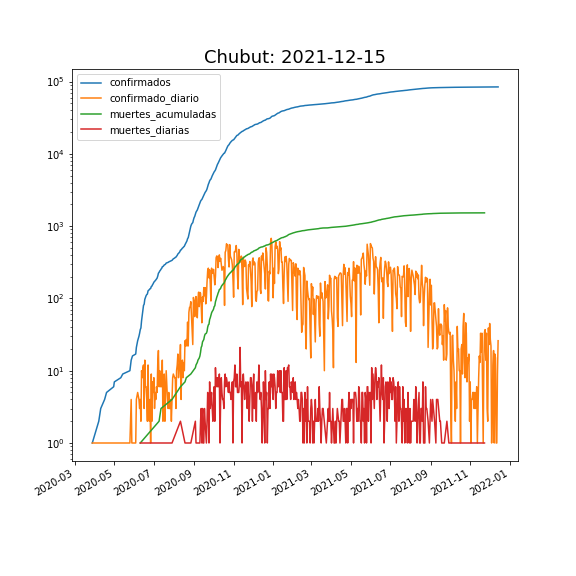 Chubut: 2021-12-15
confirmados
confirmado_diario
muertes_acumuladas
muertes_diarias
10^5
10^4
10^3
10^2
10^1
10^0
2020-03 2020-05 2020-07 2020-09 2020-11 2021-01 2021-03 2021-05 2021-07 2021-09 2021-11 2022-01